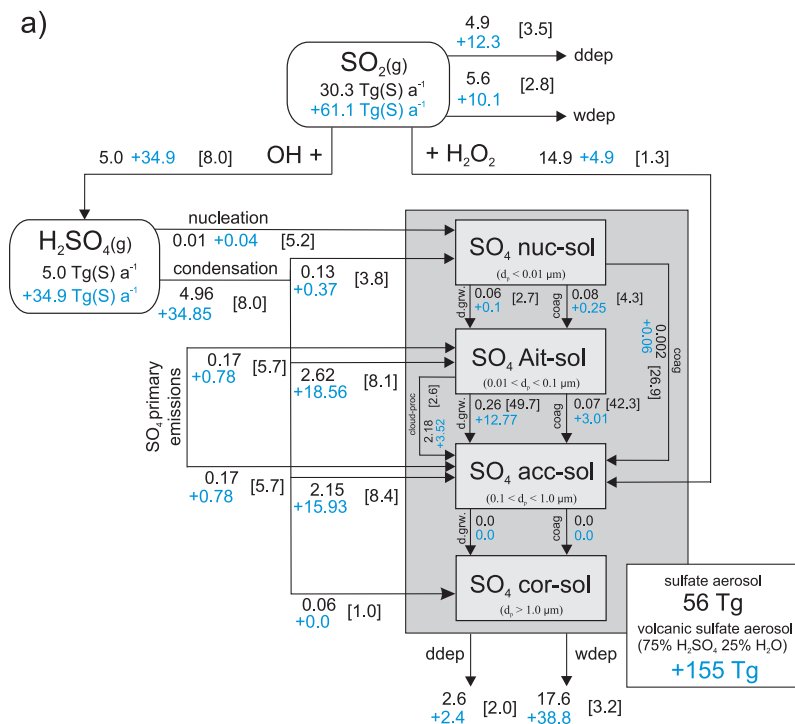 a)
SO₂(g)
30.3 Tg(S) a⁻¹
+61.1 Tg(S) a⁻¹
4.9
+12.3
[3.5]
ddep
5.6
+10.1
[2.8]
wdep
5.0 +34.9 [8.0]
OH +
+ H₂O₂
14.9 +4.9 [1.3]
H₂SO₄(g)
5.0 Tg(S) a⁻¹
+34.9 Tg(S) a⁻¹
nucleation
0.01 +0.04 [5.2]
condensation
4.96
+34.85
[8.0]
0.13
+0.37
[3.8]
SO₄ nuc-sol
(dₚ < 0.01 µm)
d.grw.
0.06
+0.1
[2.7]
coag
0.08
+0.25
[4.3]
coag
0.002 [26.9]
+0.06
SO₄ primary
emissions
0.17
+0.78
[5.7]
2.62
+18.56
[8.1]
SO₄ Ait-sol
(0.01 < dₚ < 0.1 µm)
cloud-proc
2.18 [2.6]
+3.52
d.grw.
0.26 [49.7]
+12.77
coag
0.07 [42.3]
+3.01
0.17
+0.78
[5.7]
2.15
+15.93
[8.4]
SO₄ acc-sol
(0.1 < dₚ < 1.0 µm)
d.grw.
0.0
0.0
coag
0.0
0.0
0.06
+0.0
[1.0]
SO₄ cor-sol
(dₚ > 1.0 µm)
sulfate aerosol
56 Tg
volcanic sulfate aerosol
(75% H₂SO₄ 25% H₂O)
+155 Tg
ddep
2.6
+2.4
[2.0]
wdep
17.6
+38.8
[3.2]